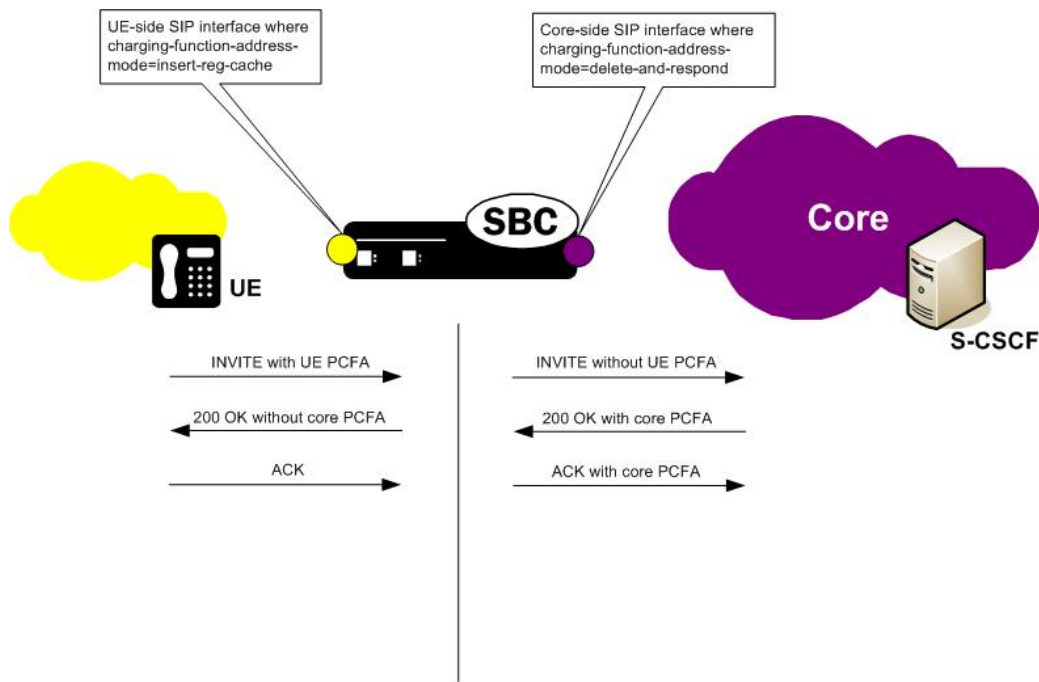 UE-side SIP interface where
charging-function-address-
mode=insert-reg-cache
Core-side SIP interface where
charging-function-address-
mode=delete-and-respond
SBC
Core
UE
S-CSCF
INVITE with UE PCFA
INVITE without UE PCFA
200 OK without core PCFA
200 OK with core PCFA
ACK
ACK with core PCFA